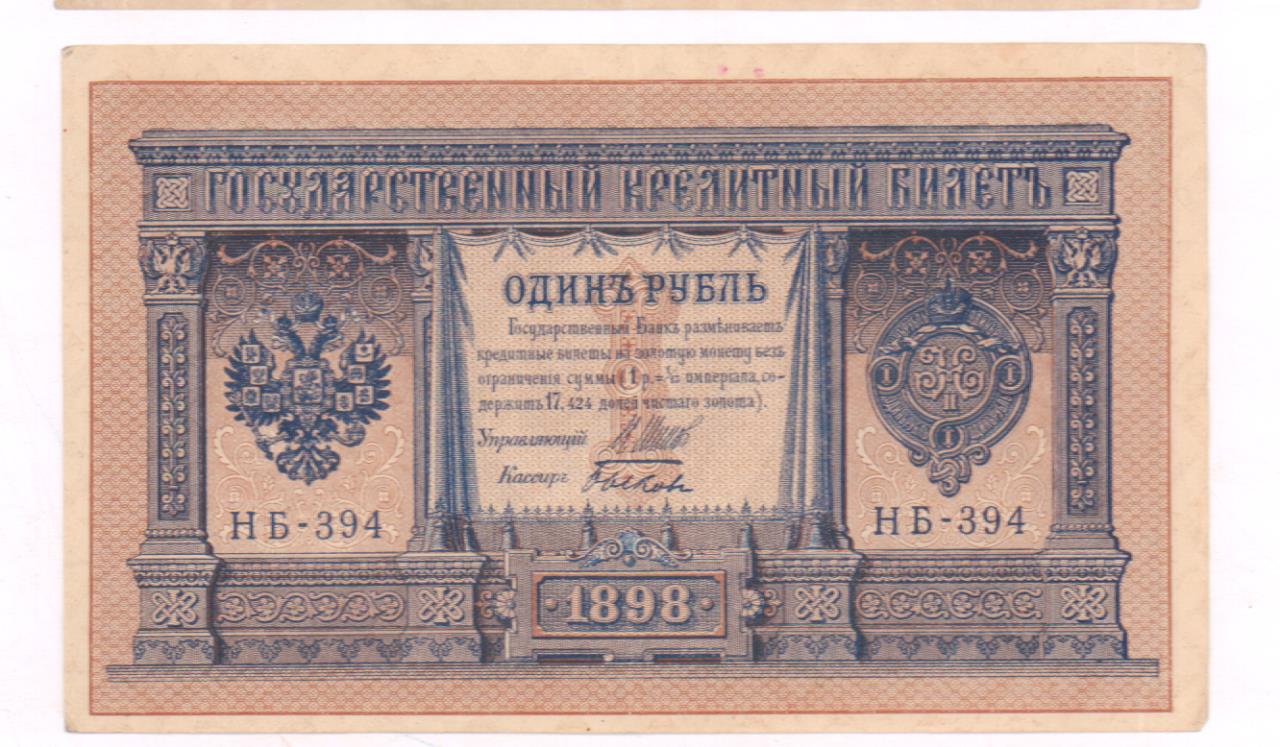 ГОСУДАРСТВЕННЫЙ КРЕДИТНЫЙ БИЛЕТЪ
ОДИНЪ РУБЛЬ
Государственный Банкъ размѣниваетъ
кредитные билеты на золотую монету безъ
ограниченія суммы (1 р. = 1/15 имперіала, со-
держитъ 17,424 долей чистаго золота).
Управляющій
Кассиръ
НБ-394
НБ-394
I
I
I
Н
II
1898